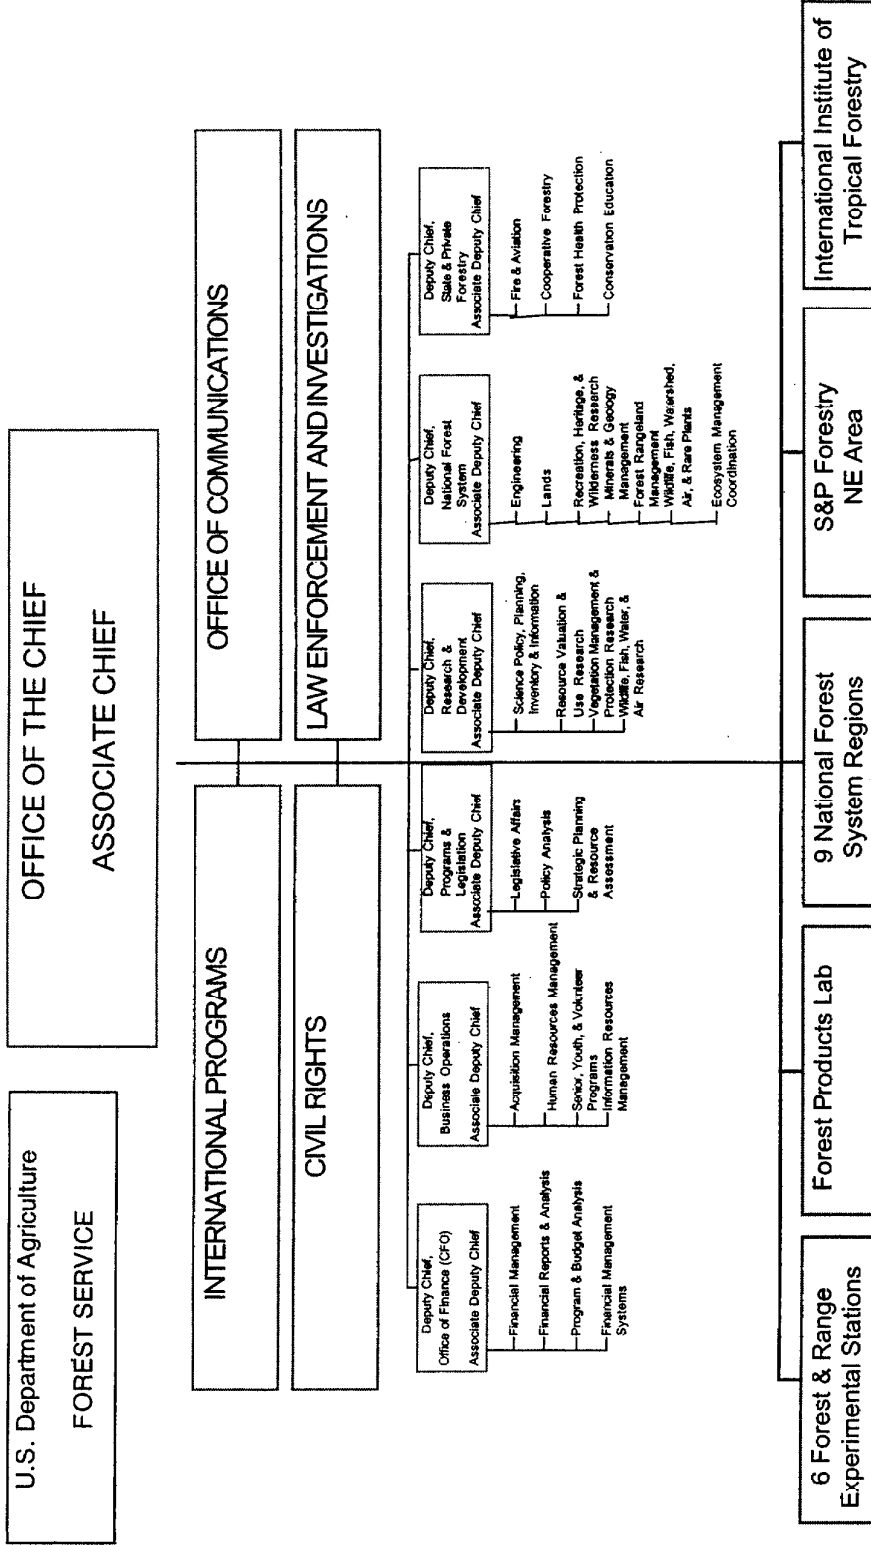 U.S. Department of Agriculture
FOREST SERVICE
OFFICE OF THE CHIEF
ASSOCIATE CHIEF
INTERNATIONAL PROGRAMS
OFFICE OF COMMUNICATIONS
CIVIL RIGHTS
LAW ENFORCEMENT AND INVESTIGATIONS
Deputy Chief,
Office of Finance (CFO)
Associate Deputy Chief
Financial Management
Financial Reports & Analysis
Program & Budget Analysis
Financial Management
Systems
Deputy Chief,
Business Operations
Associate Deputy Chief
Acquisition Management
Human Resources Management
Senior, Youth, & Volunteer
Programs
Information Resources
Management
Deputy Chief,
Programs &
Legislation
Associate Deputy Chief
Legislative Affairs
Policy Analysis
Strategic Planning
& Resource
Assessment
Deputy Chief,
Research &
Development
Associate Deputy Chief
Science Policy, Planning,
Inventory & Information
Resource Valuation &
Use Research
Vegetation Management &
Protection Research
Wildlife, Fish, Water, &
Air Research
Deputy Chief,
National Forest
System
Associate Deputy Chief
Engineering
Lands
Recreation, Heritage, &
Wilderness Research
Minerals & Geology
Management
Forest Rangeland
Management
Wildlife, Fish, Watershed,
Air, & Rare Plants
Ecosystem Management
Coordination
Deputy Chief,
State & Private
Forestry
Associate Deputy Chief
Fire & Aviation
Cooperative Forestry
Forest Health Protection
Conservation Education
6 Forest & Range
Experimental Stations
Forest Products Lab
9 National Forest
System Regions
S&P Forestry
NE Area
International Institute of
Tropical Forestry